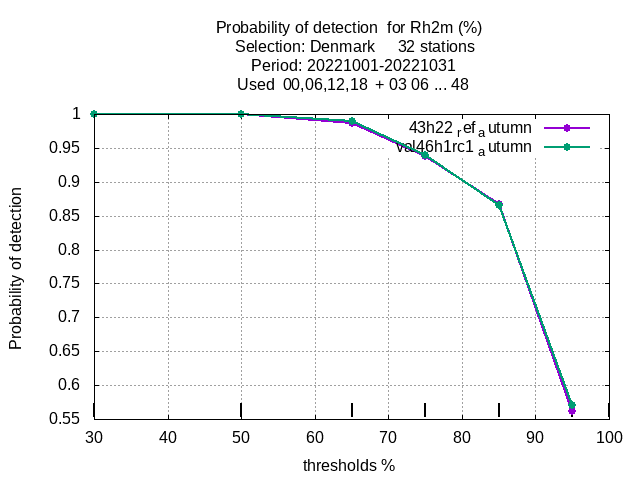 Probability of detection for Rh2m (%)
Selection: Denmark 32 stations
Period: 20221001-20221031
Used 00,06,12,18 + 03 06 ... 48
43h22 ref autumn
vol46h1rc1 autumn
1
0.95
0.9
0.85
0.8
0.75
0.7
0.65
0.6
0.55
Probability of detection
30 40 50 60 70 80 90 100
thresholds %